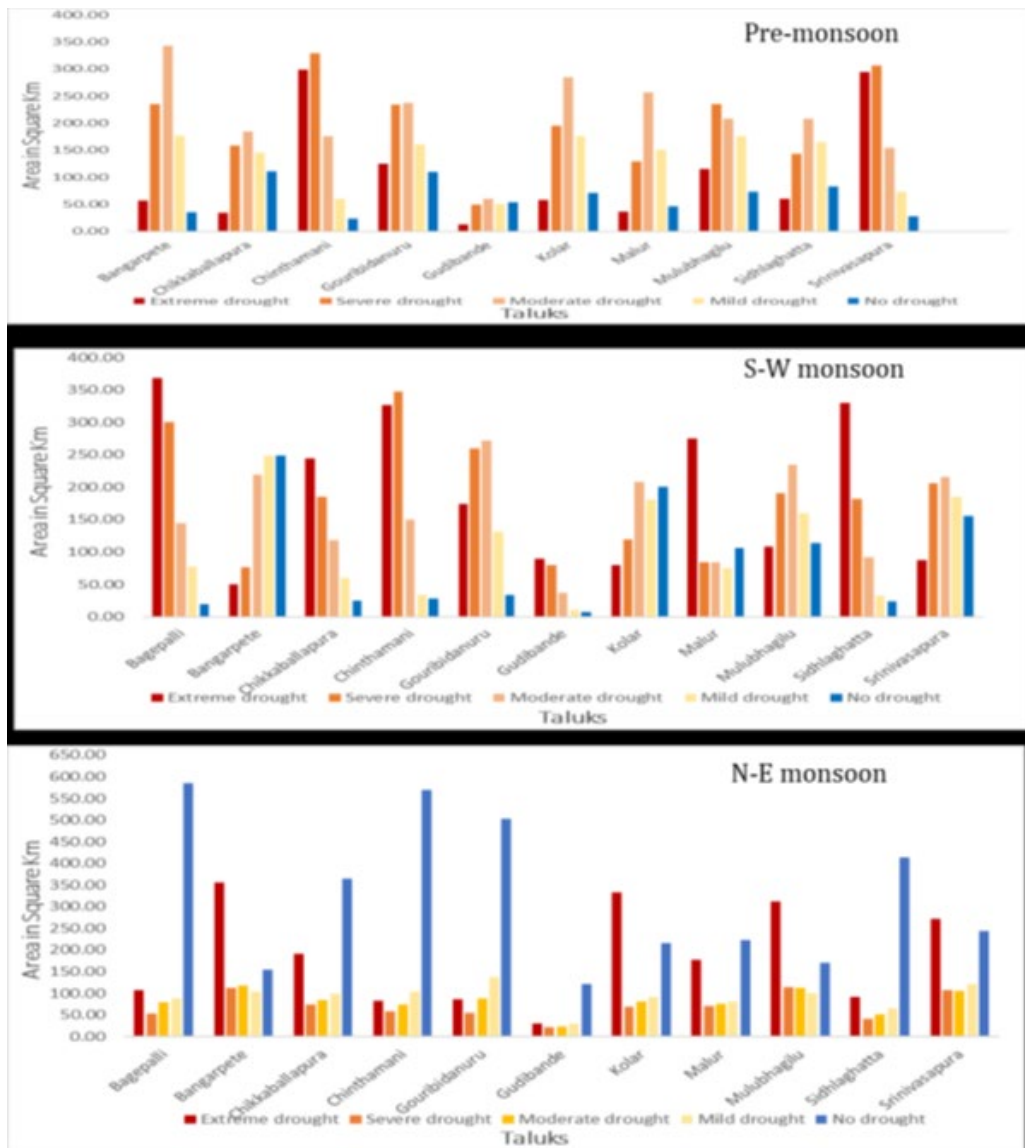 Pre-monsoon
Area in Square Km
400.00
350.00
300.00
250.00
200.00
150.00
100.00
50.00
0.00
Bangarpete Chikkaballapura Chinthamani Gouribidanuru Gudibande Kolar Malur Mulubhagilu Sidhlaghatta Srinivasapura
Extreme drought Severe drought Moderate drought Mild drought No drought
Taluks
S-W monsoon
Area in Square Km
400.00
350.00
300.00
250.00
200.00
150.00
100.00
50.00
0.00
Bagepalli Bangarpete Chikkaballapura Chinthamani Gouribidanuru Gudibande Kolar Malur Mulubhagilu Sidhlaghatta Srinivasapura
Extreme drought Severe drought Moderate drought Mild drought No drought
Taluks
N-E monsoon
Area in Square Km
650.00
600.00
550.00
500.00
450.00
400.00
350.00
300.00
250.00
200.00
150.00
100.00
50.00
0.00
Bagepalli Bangarpete Chikkaballapura Chinthamani Gouribidanuru Gudibande Kolar Malur Mulubhagilu Sidhlaghatta Srinivasapura
Extreme drought Severe drought Moderate drought Mild drought No drought
Taluks